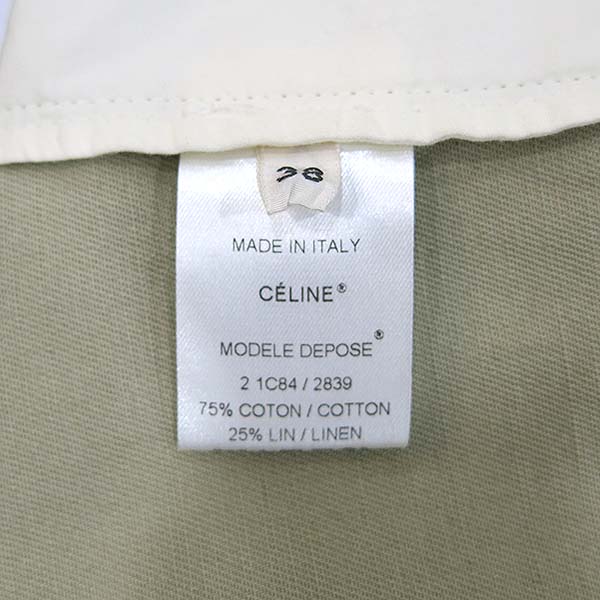 38
MADE IN ITALY
CÉLINE®
MODELE DEPOSE®
2 1C84 / 2839
75% COTON / COTTON
25% LIN / LINEN